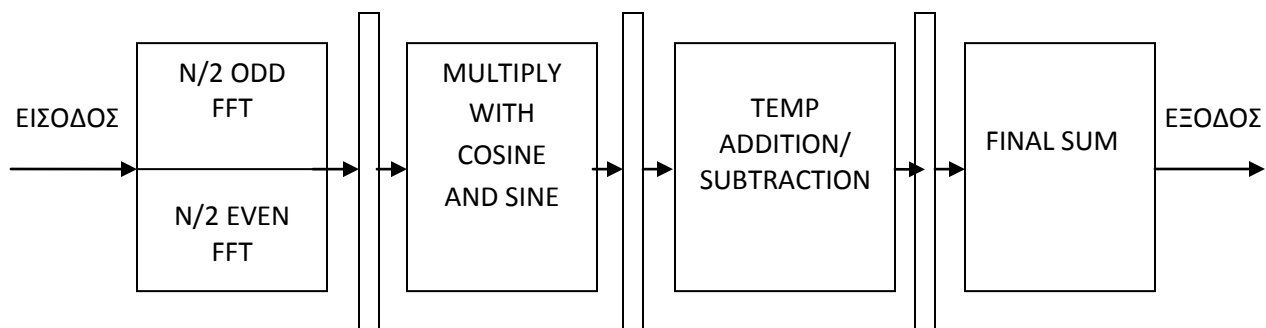 ΕΙΣΟΔΟΣ
N/2 ODD
FFT
N/2 EVEN
FFT
MULTIPLY
WITH
COSINE
AND SINE
TEMP
ADDITION/
SUBTRACTION
FINAL SUM
ΕΞΟΔΟΣ